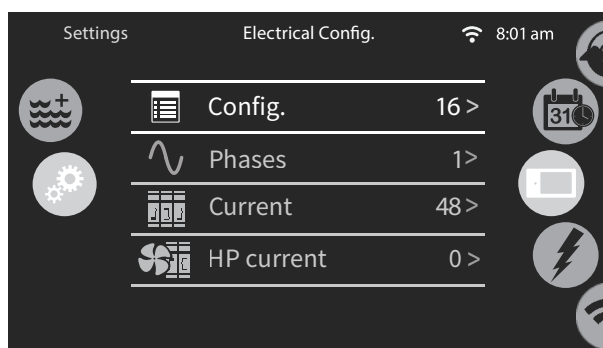 Settings Electrical Config. 8:01 am
Config. 16 >
31
Phases 1 >
Current 48 >
HP current 0 >